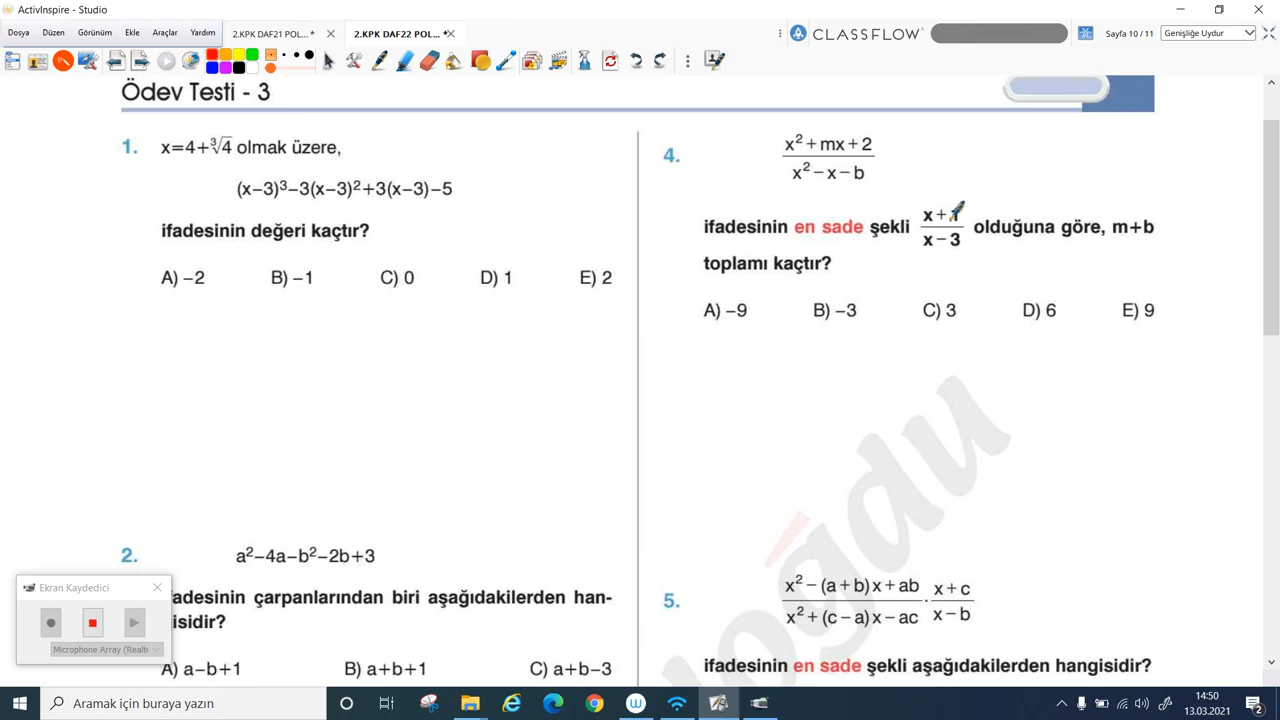 ActivInspire - Studio
Dosya Düzen Görünüm Ekle Araçlar Yardım
2.KPK DAF21 POL... *
2.KPK DAF22 POL... *
CLASSFLOW
Sayfa 10 / 11
Genişliğe Uydur
Ödev Testi - 3
1. x=4+∛4 olmak üzere,
(x−3)³−3(x−3)²+3(x−3)−5
ifadesinin değeri kaçtır?
A) −2 B) −1 C) 0 D) 1 E) 2
2. a²−4a−b²−2b+3
fadesinin çarpanlarından biri aşağıdakilerden han-
isidir?
A) a−b+1 B) a+b+1 C) a+b−3
4. x²+mx+2
x²−x−b
ifadesinin en sade şekli x+ / x−3 olduğuna göre, m+b
toplamı kaçtır?
A) −9 B) −3 C) 3 D) 6 E) 9
5. x²−(a+b)x+ab / x²+(c−a)x−ac · x+c / x−b
ifadesinin en sade şekli aşağıdakilerden hangisidir?
oğdu
Ekran Kaydedici
Microphone Array (Realte
Aramak için buraya yazın
14:50
13.03.2021
2